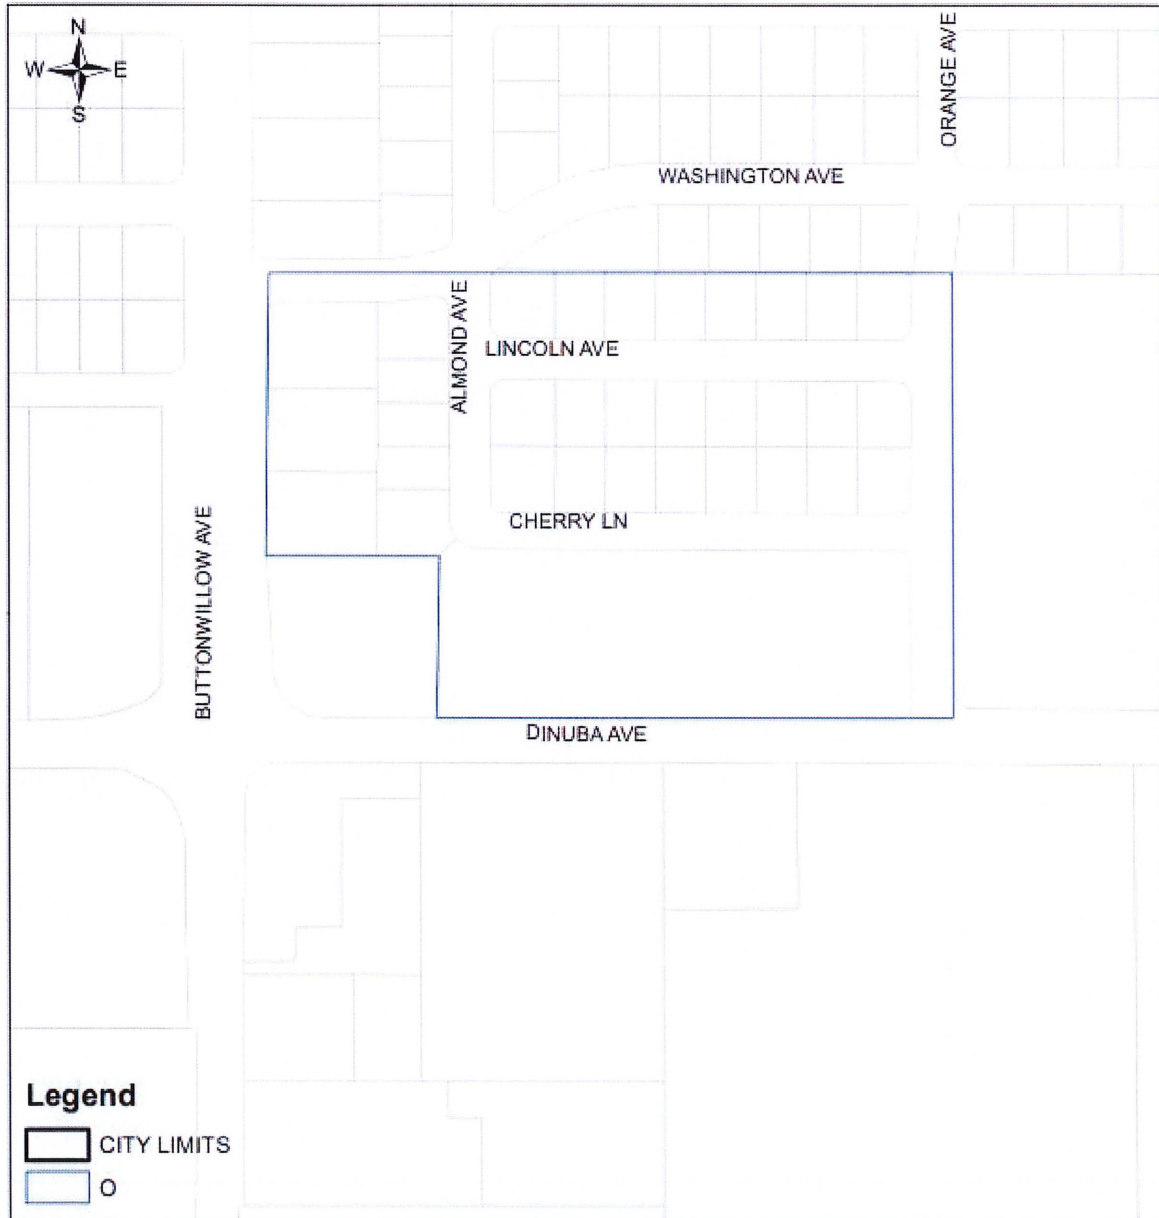 N
W E
S
ORANGE AVE
WASHINGTON AVE
ALMOND AVE
LINCOLN AVE
CHERRY LN
BUTTONWILLOW AVE
DINUBA AVE
Legend
CITY LIMITS
O